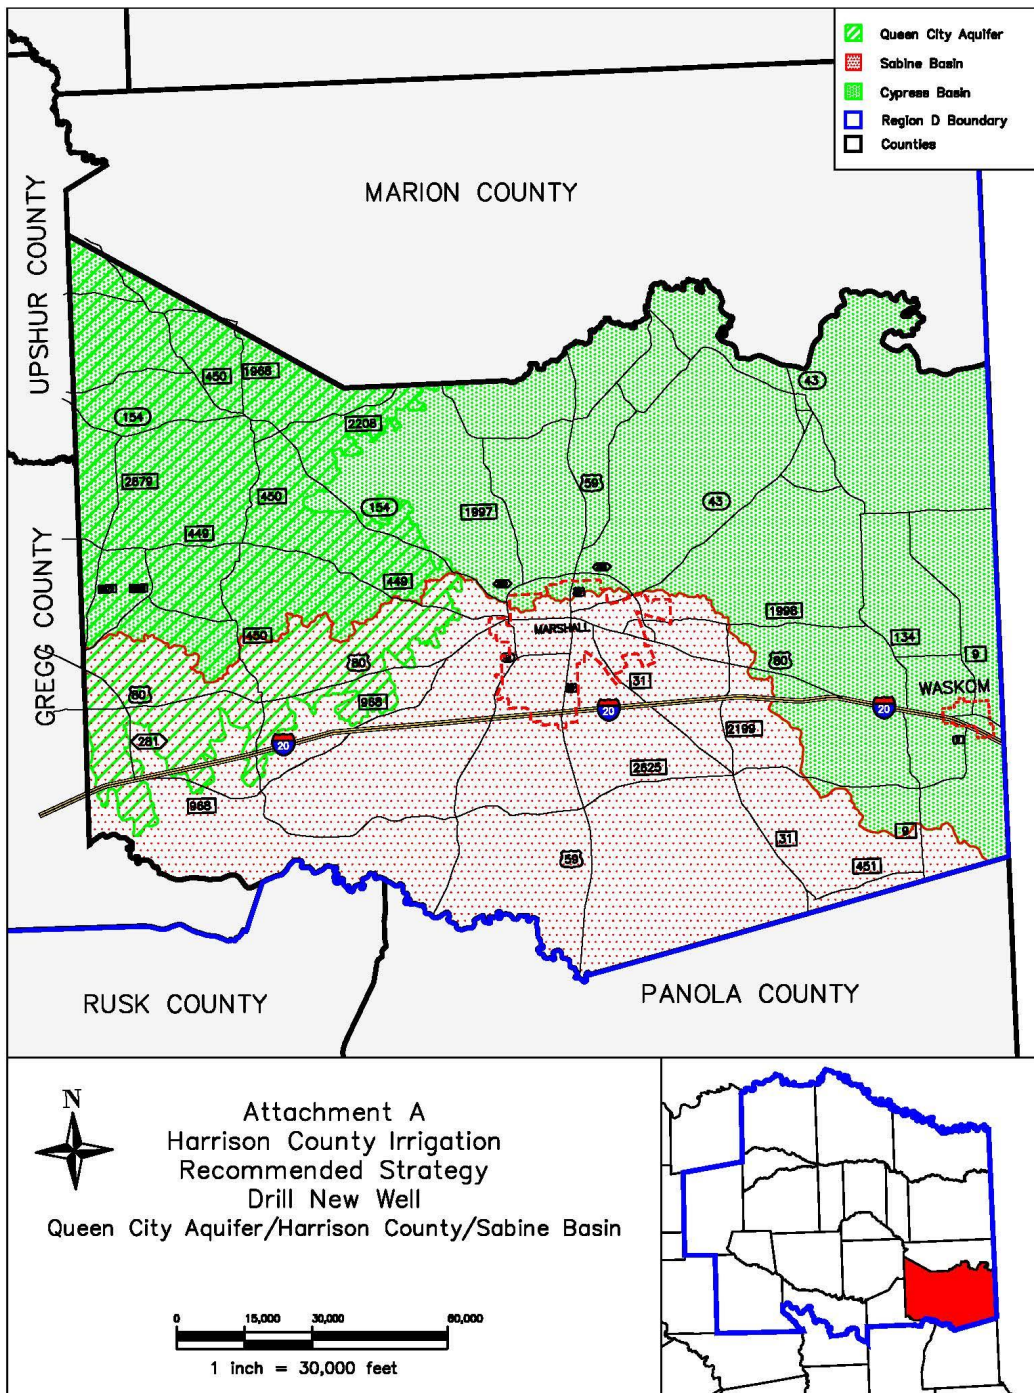 Queen City Aquifer
Sabine Basin
Cypress Basin
Region D Boundary
Counties
MARION COUNTY
UPSHUR COUNTY
GREGG COUNTY
RUSK COUNTY
PANOLA COUNTY
450
1968
154
2208
43
2879
450
154
1997
59
43
449
449
450
80
968
80
281
20
968
MARSHALL
31
20
2199
2625
59
1998
80
134
9
WASKOM
20
31
9
451
N
Attachment A
Harrison County Irrigation
Recommended Strategy
Drill New Well
Queen City Aquifer/Harrison County/Sabine Basin
0 15,000 30,000 60,000
1 inch = 30,000 feet